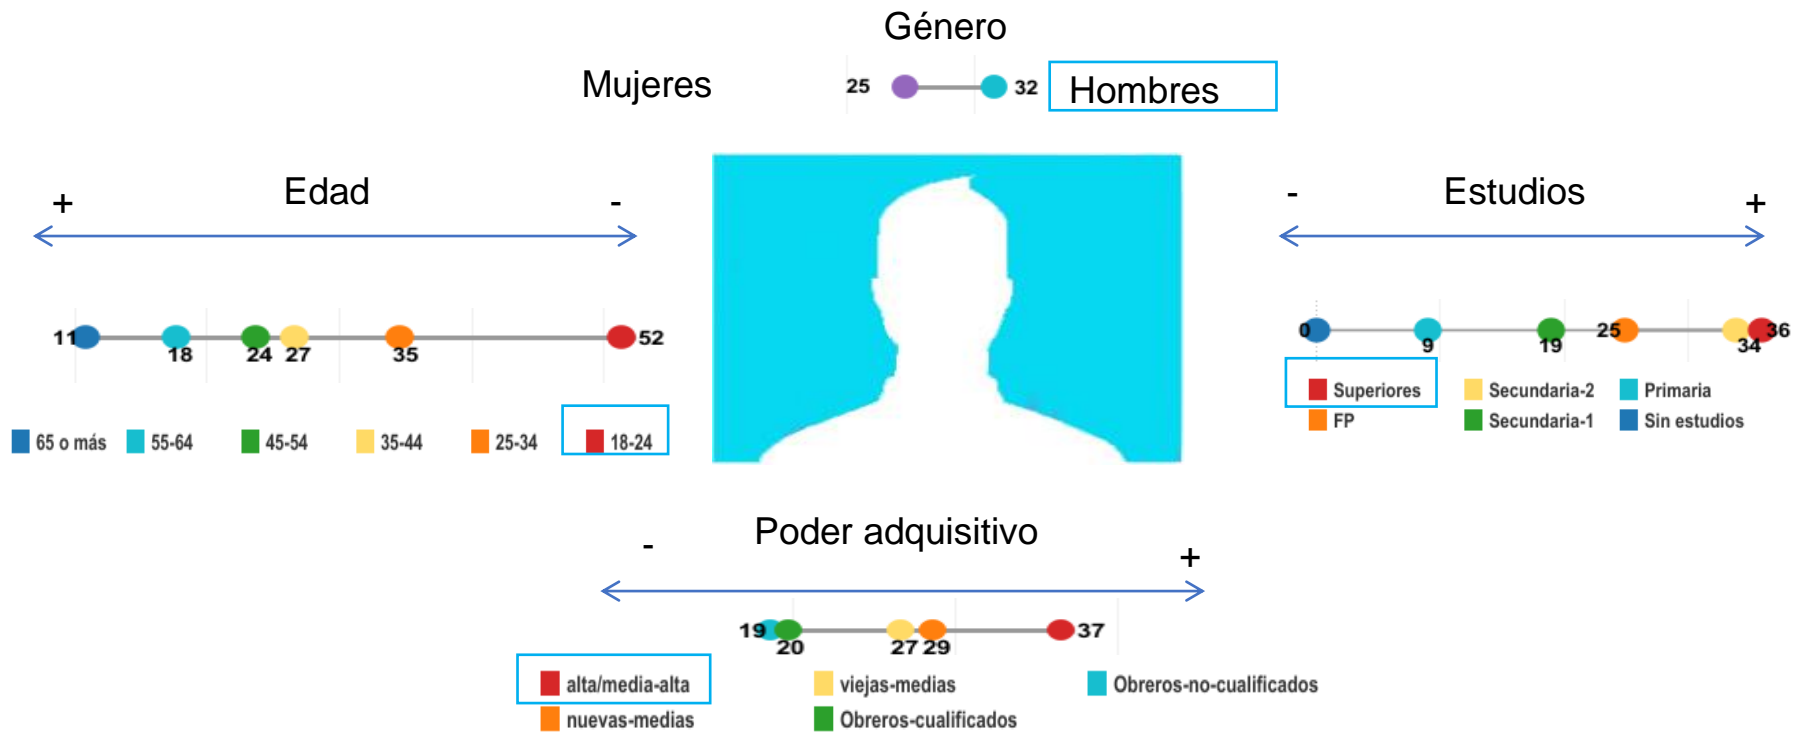 Género
Mujeres 25 32 Hombres
+ Edad -
11 18 24 27 35 52
65 o más 55-64 45-54 35-44 25-34 18-24
- Estudios +
0 9 19 25 34 36
Superiores Secundaria-2 Primaria
FP Secundaria-1 Sin estudios
- Poder adquisitivo +
19 20 27 29 37
alta/media-alta viejas-medias Obreros-no-cualificados
nuevas-medias Obreros-cualificados